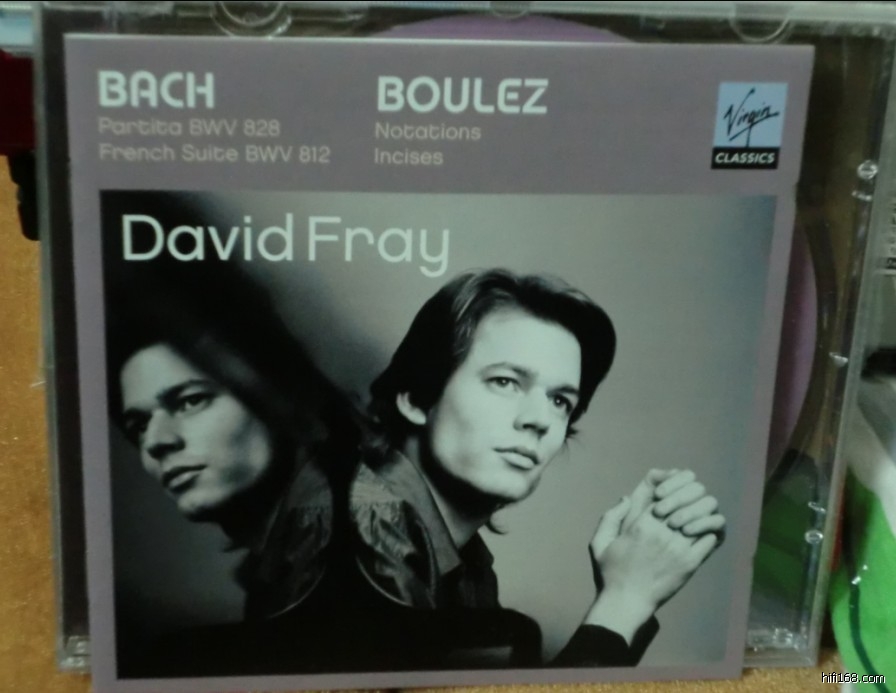 BACH
Partita BWV 828
French Suite BWV 812
BOULEZ
Notations
Incises
Virgin
CLASSICS
David Fray
hifi168.com